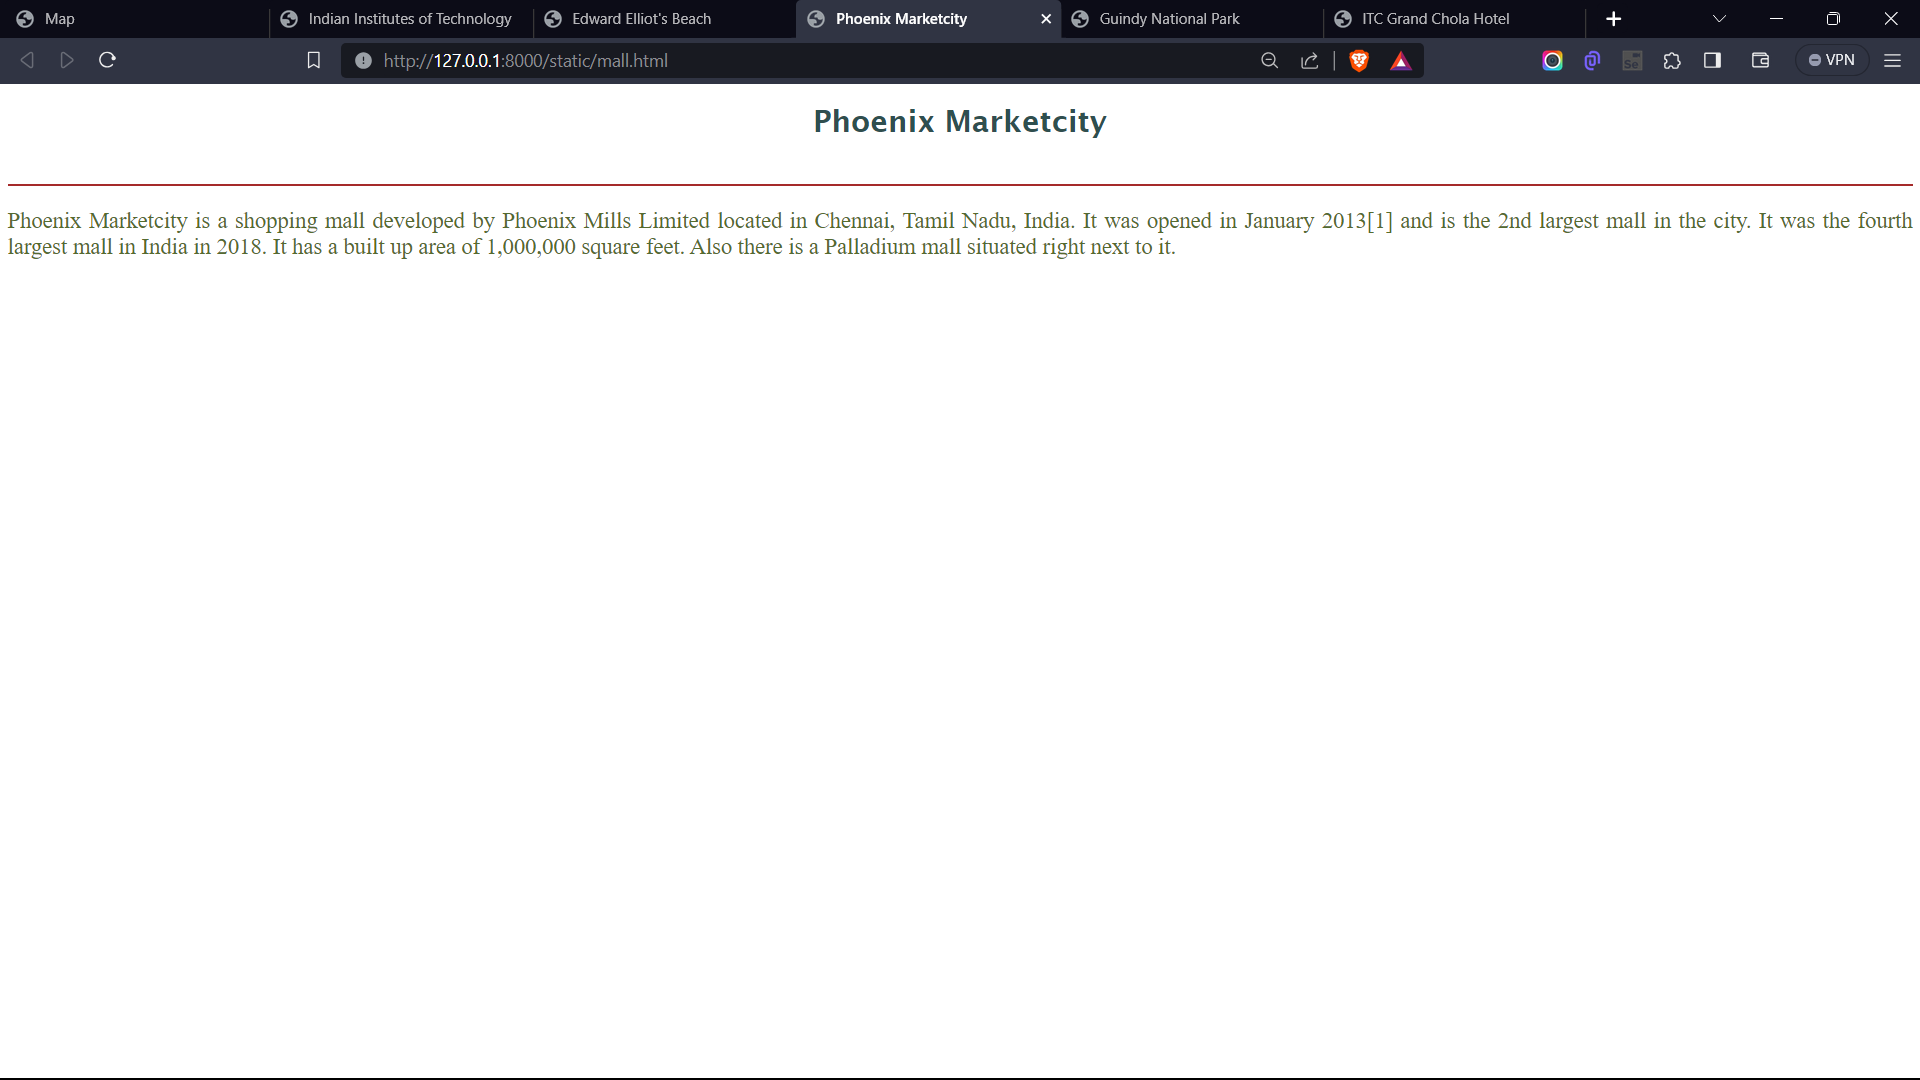 Map
Indian Institutes of Technology
Edward Elliot's Beach
Phoenix Marketcity
Guindy National Park
ITC Grand Chola Hotel
http://127.0.0.1:8000/static/mall.html
Se
VPN
Phoenix Marketcity
Phoenix Marketcity is a shopping mall developed by Phoenix Mills Limited located in Chennai, Tamil Nadu, India. It was opened in January 2013[1] and is the 2nd largest mall in the city. It was the fourth
largest mall in India in 2018. It has a built up area of 1,000,000 square feet. Also there is a Palladium mall situated right next to it.